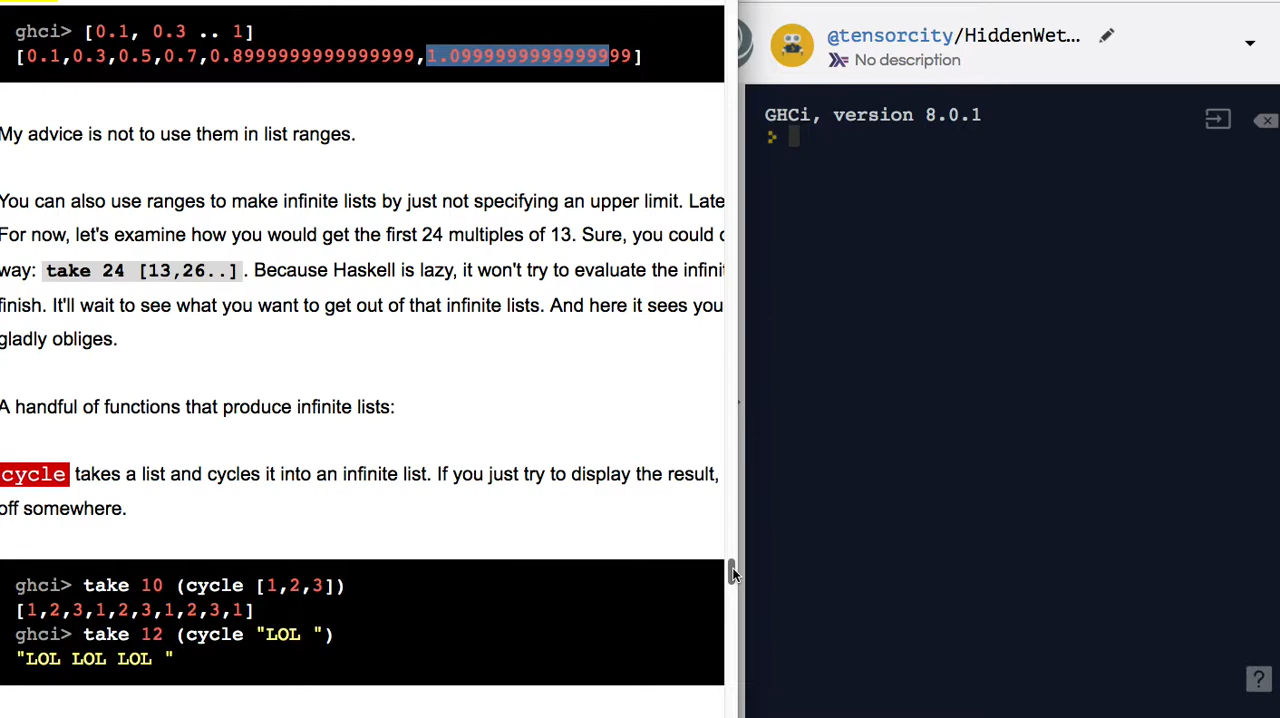 ghci> [0.1, 0.3 .. 1]
[0.1,0.3,0.5,0.7,0.8999999999999999,1.0999999999999999]
My advice is not to use them in list ranges.
You can also use ranges to make infinite lists by just not specifying an upper limit. Late
For now, let's examine how you would get the first 24 multiples of 13. Sure, you could
way: take 24 [13,26..]. Because Haskell is lazy, it won't try to evaluate the infinit
finish. It'll wait to see what you want to get out of that infinite lists. And here it sees you
gladly obliges.
A handful of functions that produce infinite lists:
cycle takes a list and cycles it into an infinite list. If you just try to display the result,
off somewhere.
ghci> take 10 (cycle [1,2,3])
[1,2,3,1,2,3,1,2,3,1]
ghci> take 12 (cycle "LOL ")
"LOL LOL LOL "
@tensorcity/HiddenWet...
No description
GHCi, version 8.0.1
>
?